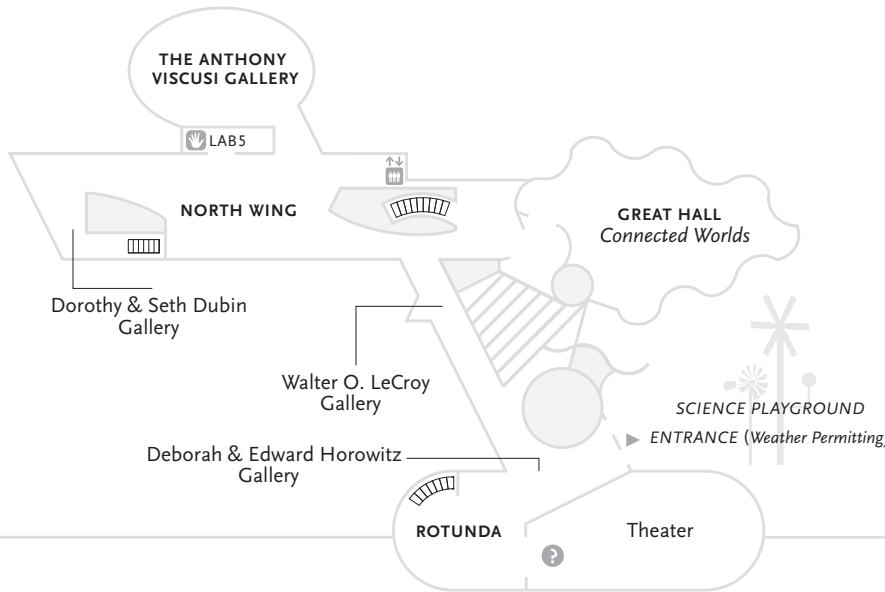 THE ANTHONY
VISCUSI GALLERY
LAB5
NORTH WING
GREAT HALL
Connected Worlds
Dorothy & Seth Dubin
Gallery
Walter O. LeCroy
Gallery
SCIENCE PLAYGROUND
ENTRANCE (Weather Permitting)
Deborah & Edward Horowitz
Gallery
ROTUNDA
Theater
?